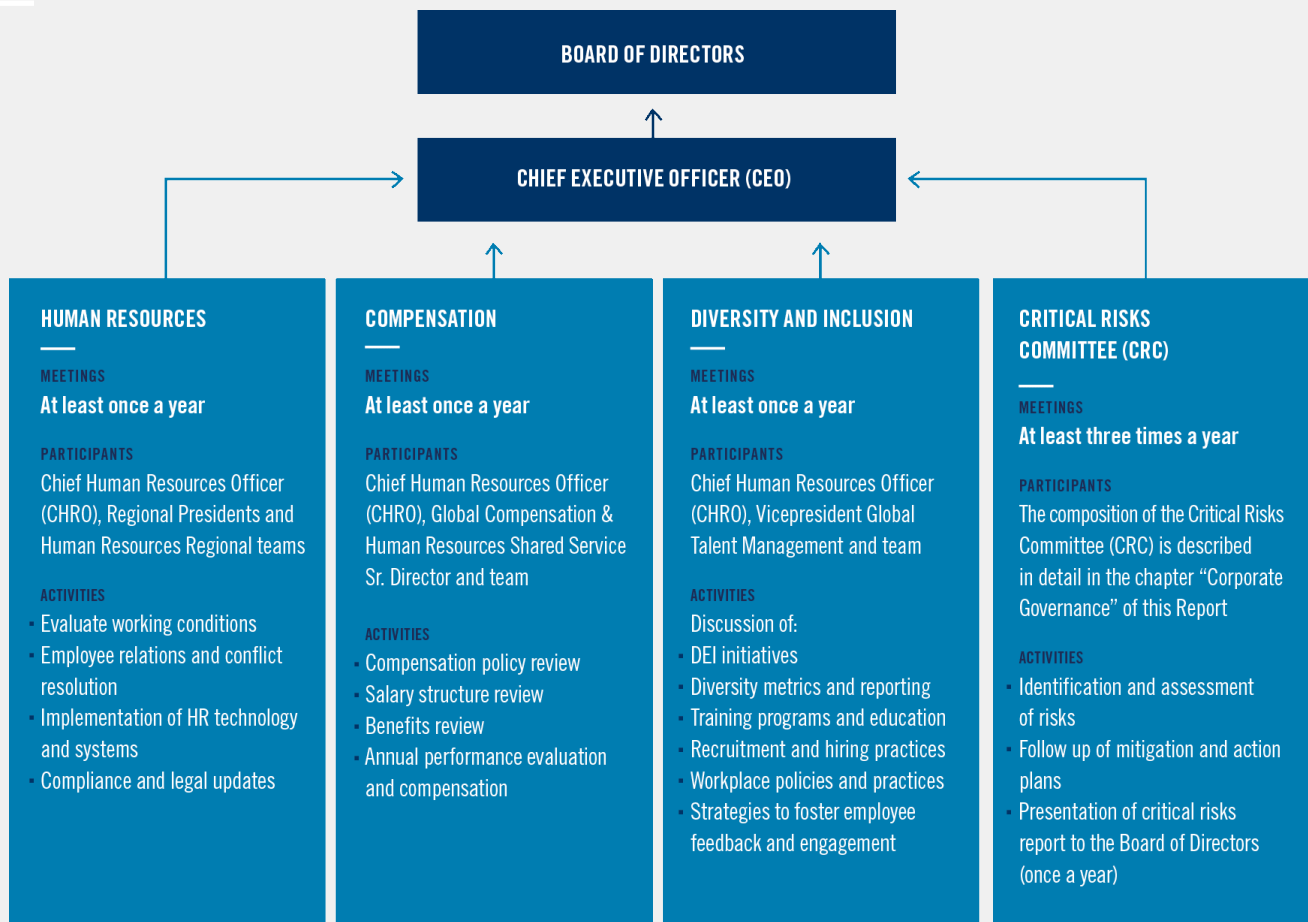 BOARD OF DIRECTORS
CHIEF EXECUTIVE OFFICER (CEO)
HUMAN RESOURCES
MEETINGS
At least once a year
PARTICIPANTS
Chief Human Resources Officer
(CHRO), Regional Presidents and
Human Resources Regional teams
ACTIVITIES
▪ Evaluate working conditions
▪ Employee relations and conflict
resolution
▪ Implementation of HR technology
and systems
▪ Compliance and legal updates
COMPENSATION
MEETINGS
At least once a year
PARTICIPANTS
Chief Human Resources Officer
(CHRO), Global Compensation &
Human Resources Shared Service
Sr. Director and team
ACTIVITIES
▪ Compensation policy review
▪ Salary structure review
▪ Benefits review
▪ Annual performance evaluation
and compensation
DIVERSITY AND INCLUSION
MEETINGS
At least once a year
PARTICIPANTS
Chief Human Resources Officer
(CHRO), Vicepresident Global
Talent Management and team
ACTIVITIES
Discussion of:
▪ DEI initiatives
▪ Diversity metrics and reporting
▪ Training programs and education
▪ Recruitment and hiring practices
▪ Workplace policies and practices
▪ Strategies to foster employee
feedback and engagement
CRITICAL RISKS
COMMITTEE (CRC)
MEETINGS
At least three times a year
PARTICIPANTS
The composition of the Critical Risks
Committee (CRC) is described
in detail in the chapter “Corporate
Governance” of this Report
ACTIVITIES
▪ Identification and assessment
of risks
▪ Follow up of mitigation and action
plans
▪ Presentation of critical risks
report to the Board of Directors
(once a year)